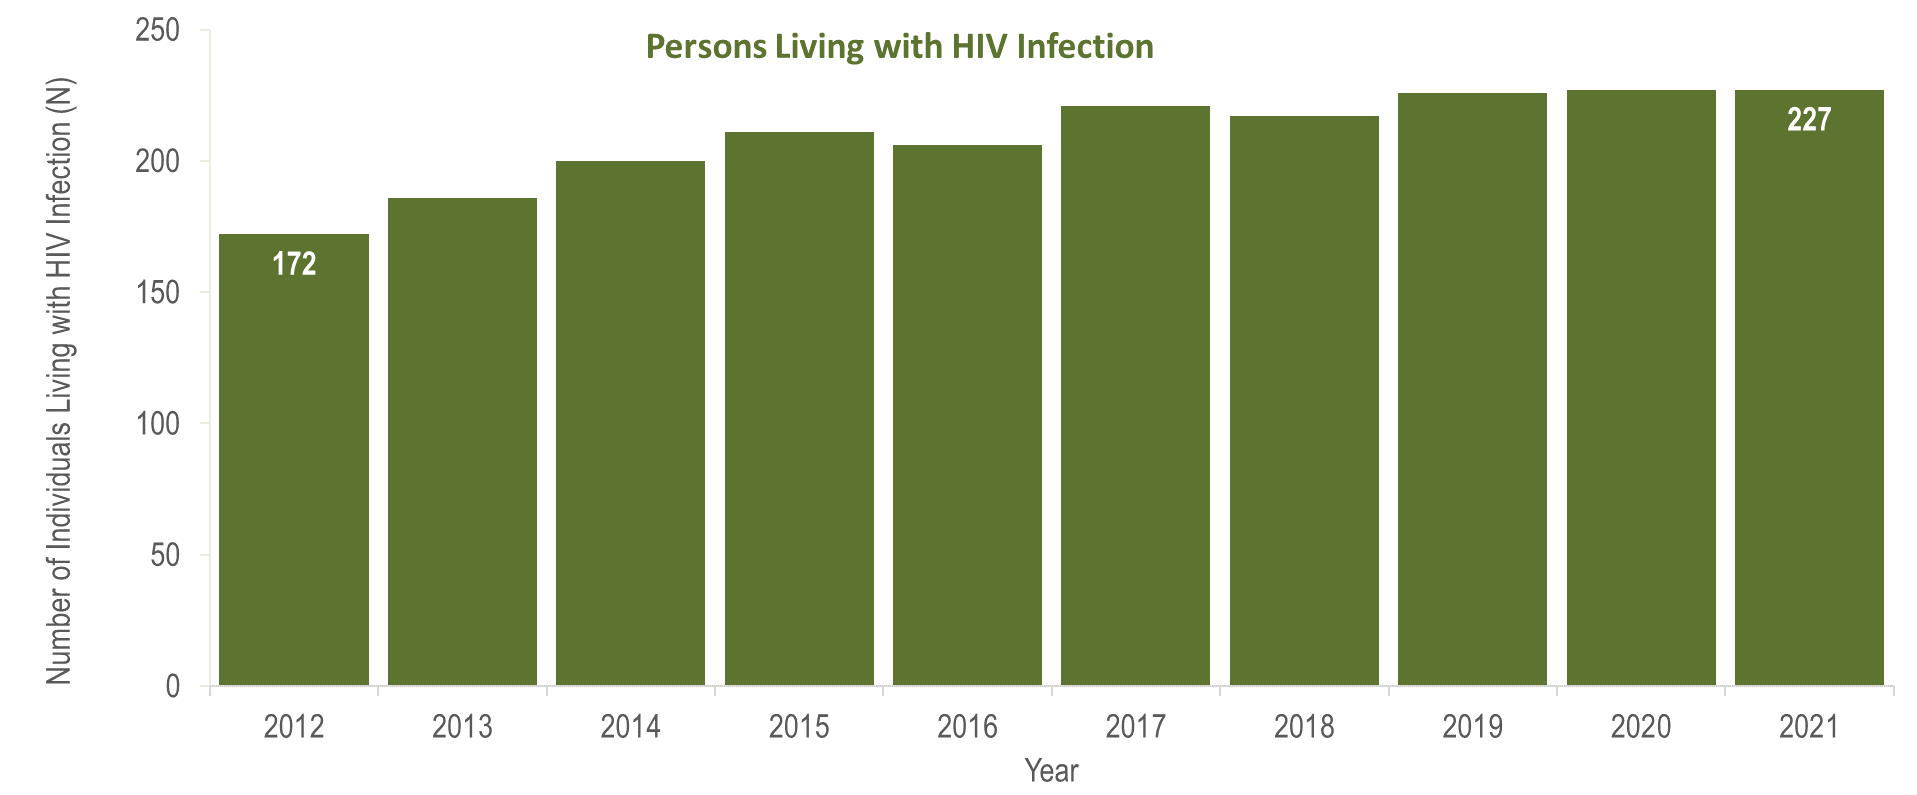 Persons Living with HIV Infection
Number of Individuals Living with HIV Infection (N)
250
200
150
100
50
0
172
227
2012 2013 2014 2015 2016 2017 2018 2019 2020 2021
Year